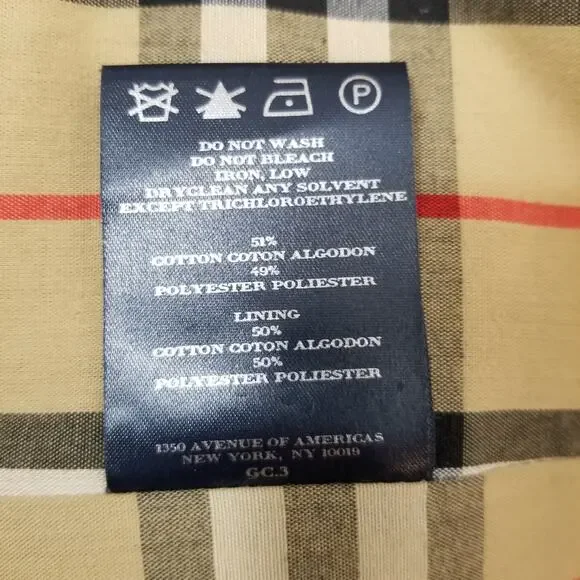 P
DO NOT WASH
DO NOT BLEACH
IRON, LOW
DRYCLEAN ANY SOLVENT
EXCEPT TRICHLOROETHYLENE
51%
COTTON COTON ALGODON
49%
POLYESTER POLIESTER
LINING
50%
COTTON COTON ALGODON
50%
POLYESTER POLIESTER
1350 AVENUE OF AMERICAS
NEW YORK, NY 10019
GC.3